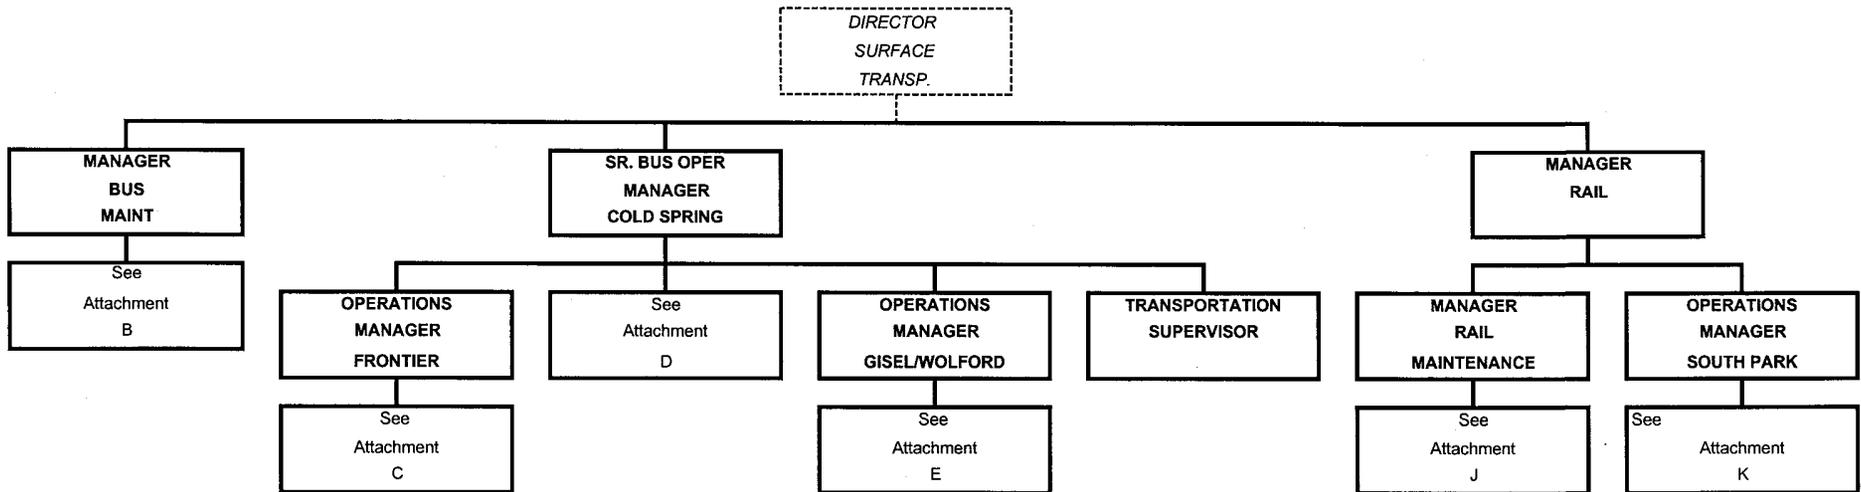 DIRECTOR
SURFACE
TRANSP.
MANAGER
BUS
MAINT
SR. BUS OPER
MANAGER
COLD SPRING
MANAGER
RAIL
See
Attachment
B
OPERATIONS
MANAGER
FRONTIER
See
Attachment
D
OPERATIONS
MANAGER
GISEL/WOLFORD
TRANSPORTATION
SUPERVISOR
MANAGER
RAIL
MAINTENANCE
OPERATIONS
MANAGER
SOUTH PARK
See
Attachment
C
See
Attachment
E
See
Attachment
J
See
Attachment
K